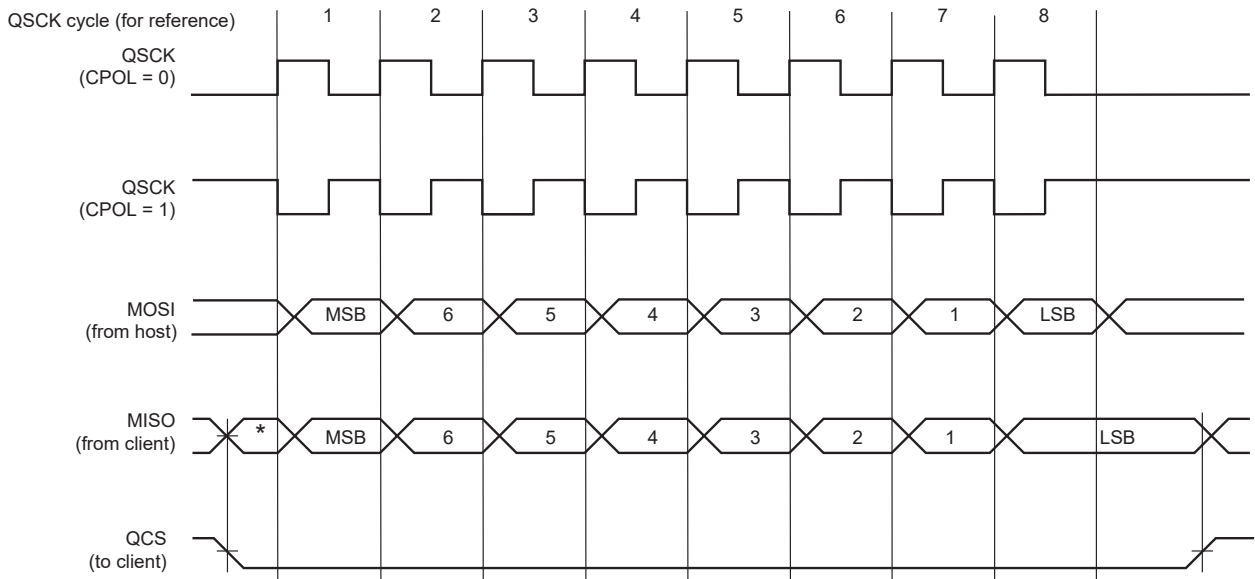 QSCK cycle (for reference) 1 2 3 4 5 6 7 8
QSCK
(CPOL = 0)
QSCK
(CPOL = 1)
MOSI
(from host)
MSB 6 5 4 3 2 1 LSB
MISO
(from client)
* MSB 6 5 4 3 2 1 LSB
QCS
(to client)